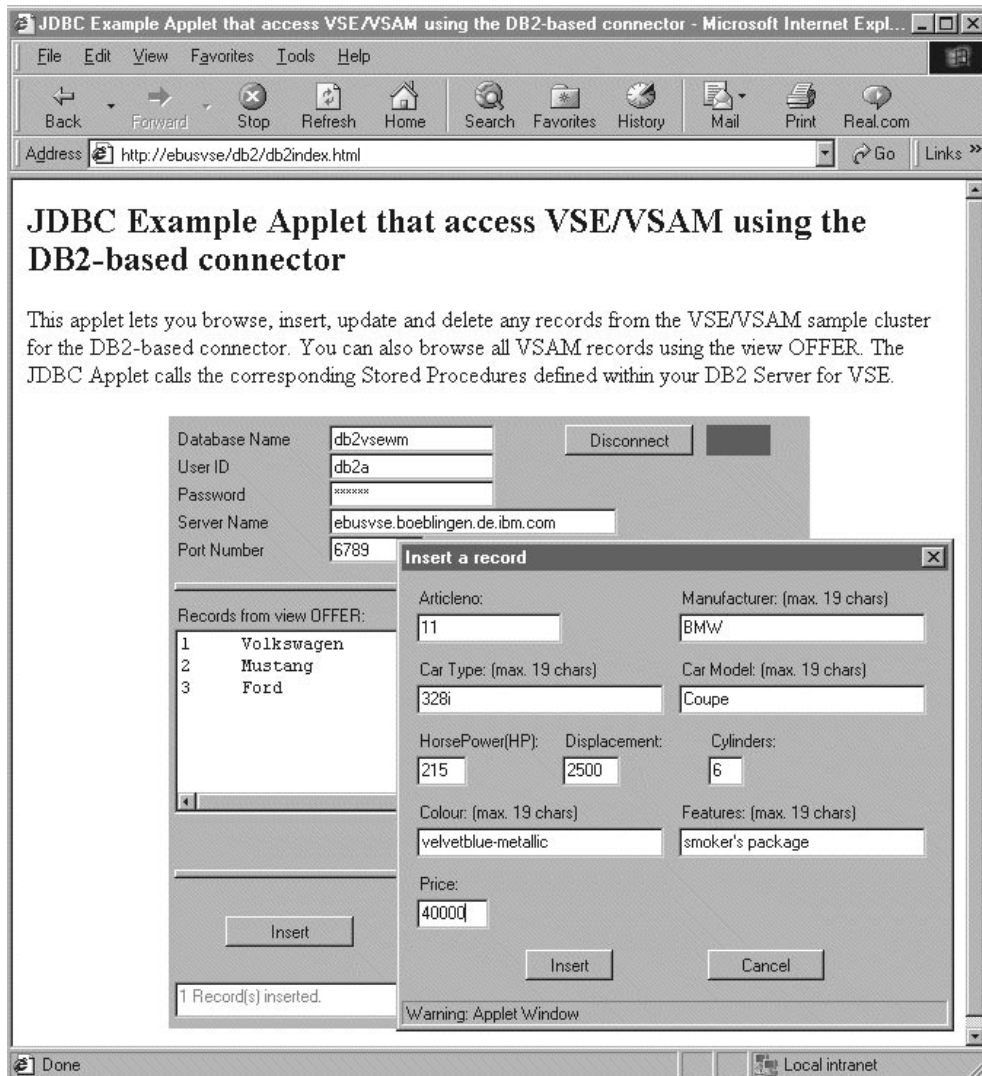 JDBC Example Applet that access VSE/VSAM using the DB2-based connector - Microsoft Internet Expl...
File Edit View Favorites Tools Help
Back Forward Stop Refresh Home Search Favorites History Mail Print Real.com
Address http://ebusvse/db2/db2index.html Go Links »
JDBC Example Applet that access VSE/VSAM using the
DB2-based connector
This applet lets you browse, insert, update and delete any records from the VSE/VSAM sample cluster
for the DB2-based connector. You can also browse all VSAM records using the view OFFER. The
JDBC Applet calls the corresponding Stored Procedures defined within your DB2 Server for VSE.
Database Name db2vsewm Disconnect
User ID db2a
Password ××××××
Server Name ebusvse.boeblingen.de.ibm.com
Port Number 6789
Records from view OFFER:
1 Volkswagen
2 Mustang
3 Ford
Insert
1 Record(s) inserted.
Insert a record
Articleno: Manufacturer: (max. 19 chars)
11 BMW
Car Type: (max. 19 chars) Car Model: (max. 19 chars)
328i Coupe
HorsePower(HP): Displacement: Cylinders:
215 2500 6
Colour: (max. 19 chars) Features: (max. 19 chars)
velvetblue-metallic smoker's package
Price:
40000
Insert Cancel
Warning: Applet Window
Done Local intranet